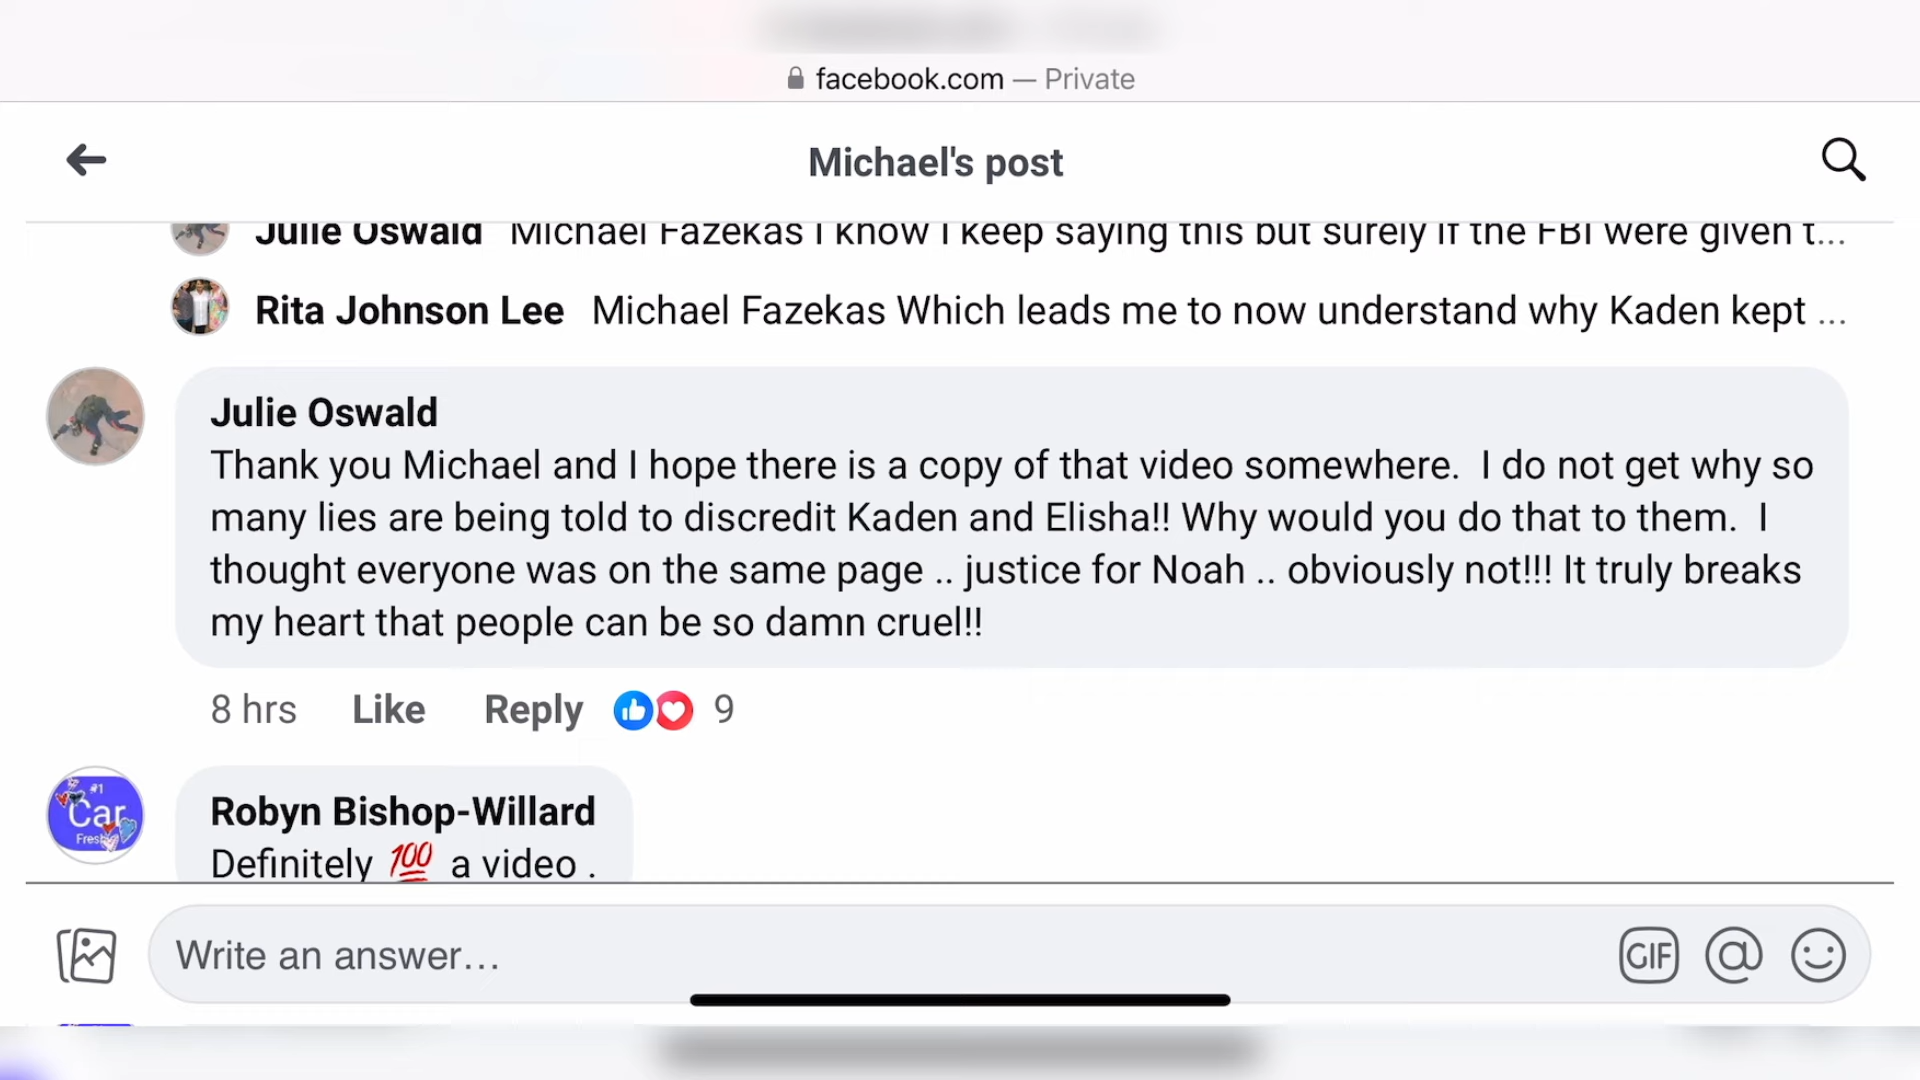 facebook.com — Private
Michael's post
Julie Oswald Michael Fazekas I know I keep saying this but surely if the FBI were given t...
Rita Johnson Lee Michael Fazekas Which leads me to now understand why Kaden kept ...
Julie Oswald
Thank you Michael and I hope there is a copy of that video somewhere.  I do not get why so
many lies are being told to discredit Kaden and Elisha!! Why would you do that to them.  I
thought everyone was on the same page .. justice for Noah .. obviously not!!! It truly breaks
my heart that people can be so damn cruel!!
8 hrs Like Reply 9
#1
Car
Fresh
Robyn Bishop-Willard
Definitely 💯 a video .
Write an answer...
GIF @